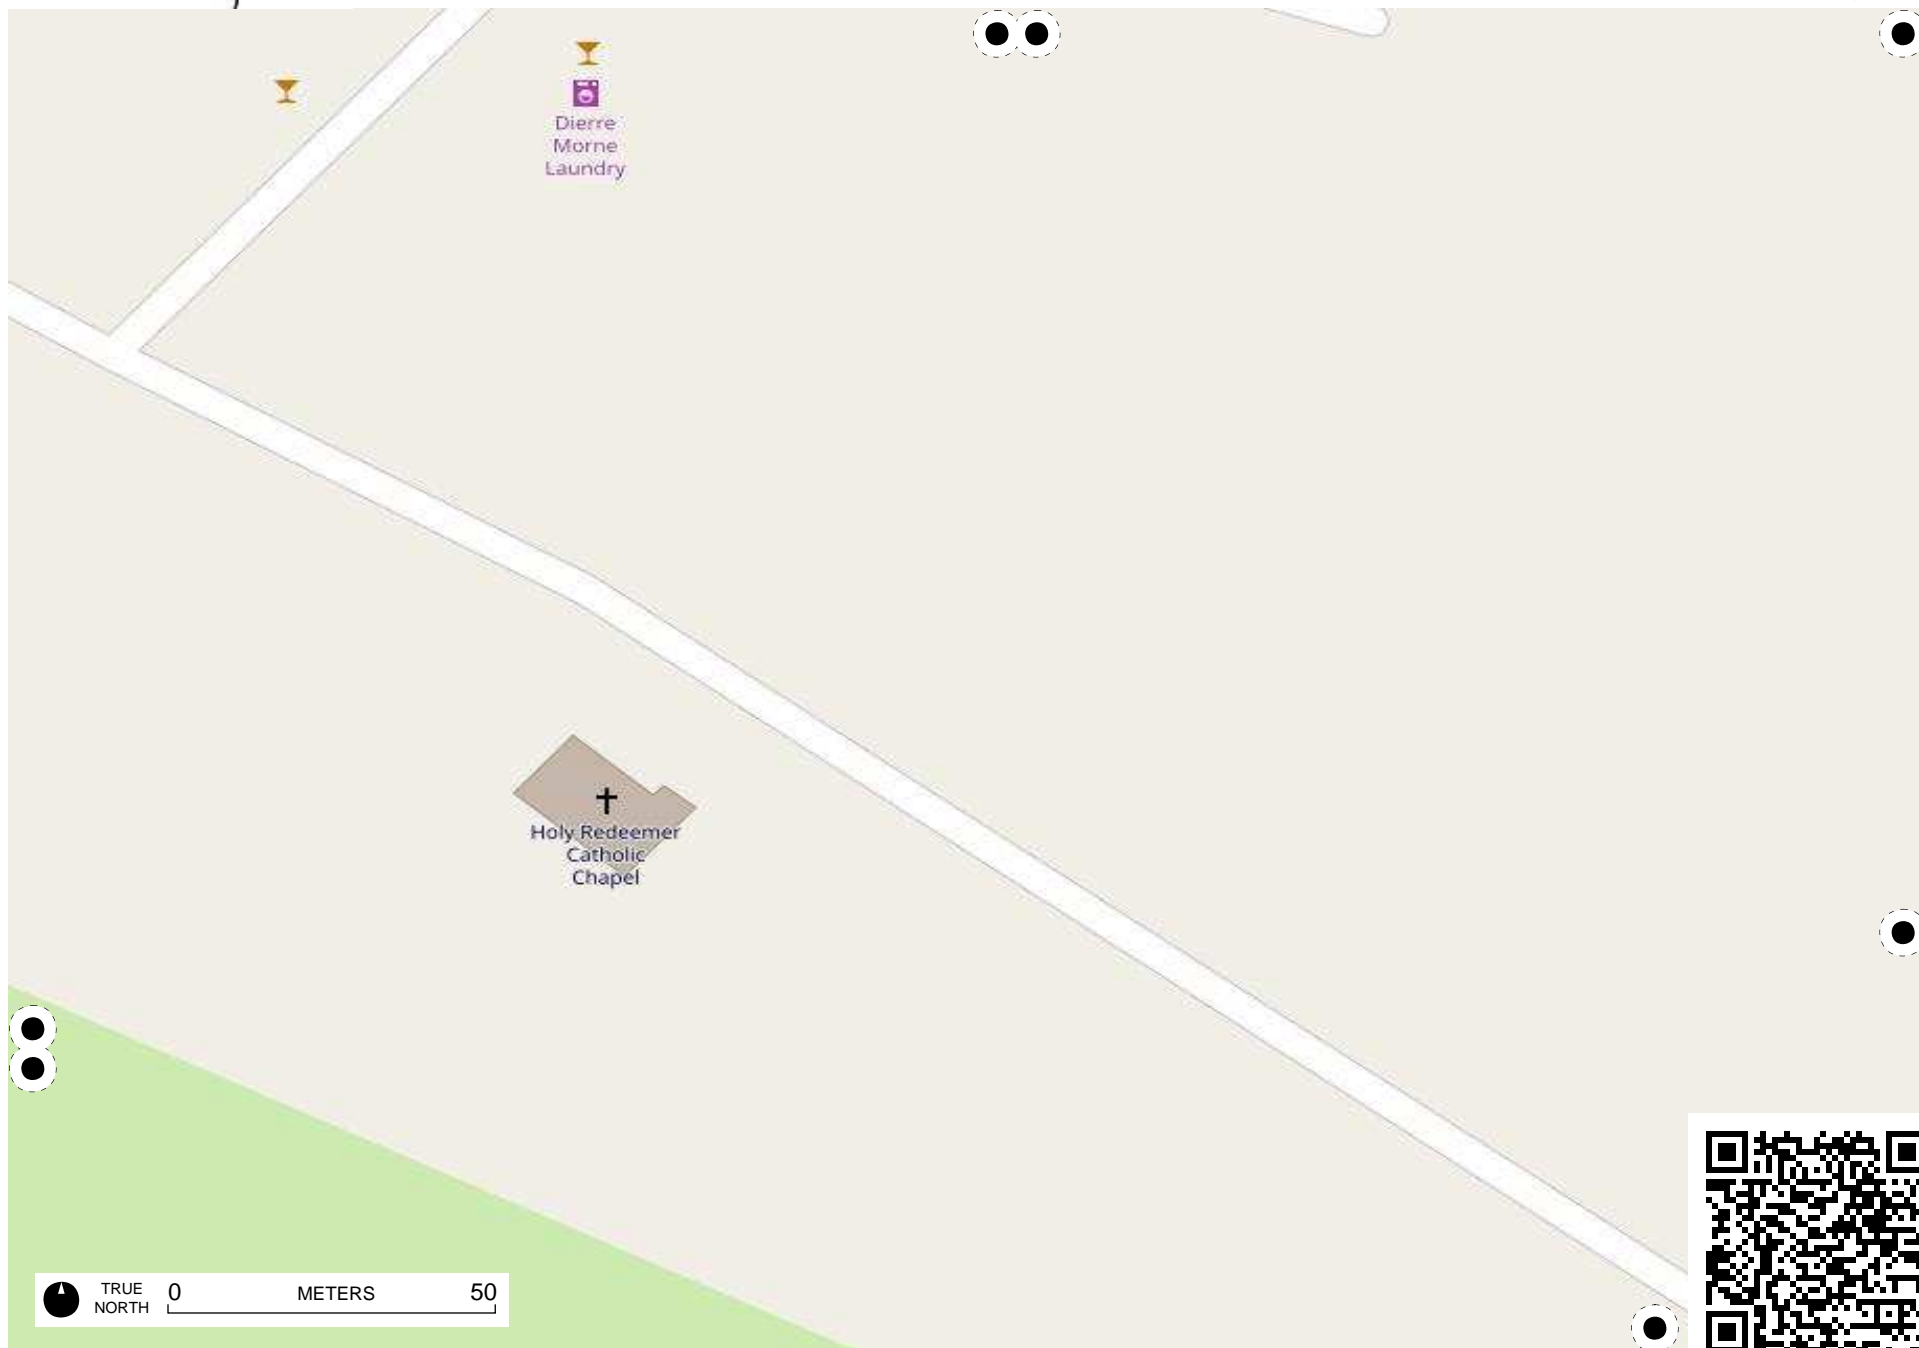 Dierre
Morne
Laundry
Holy Redeemer
Catholic
Chapel
TRUE
NORTH
0 METERS 50